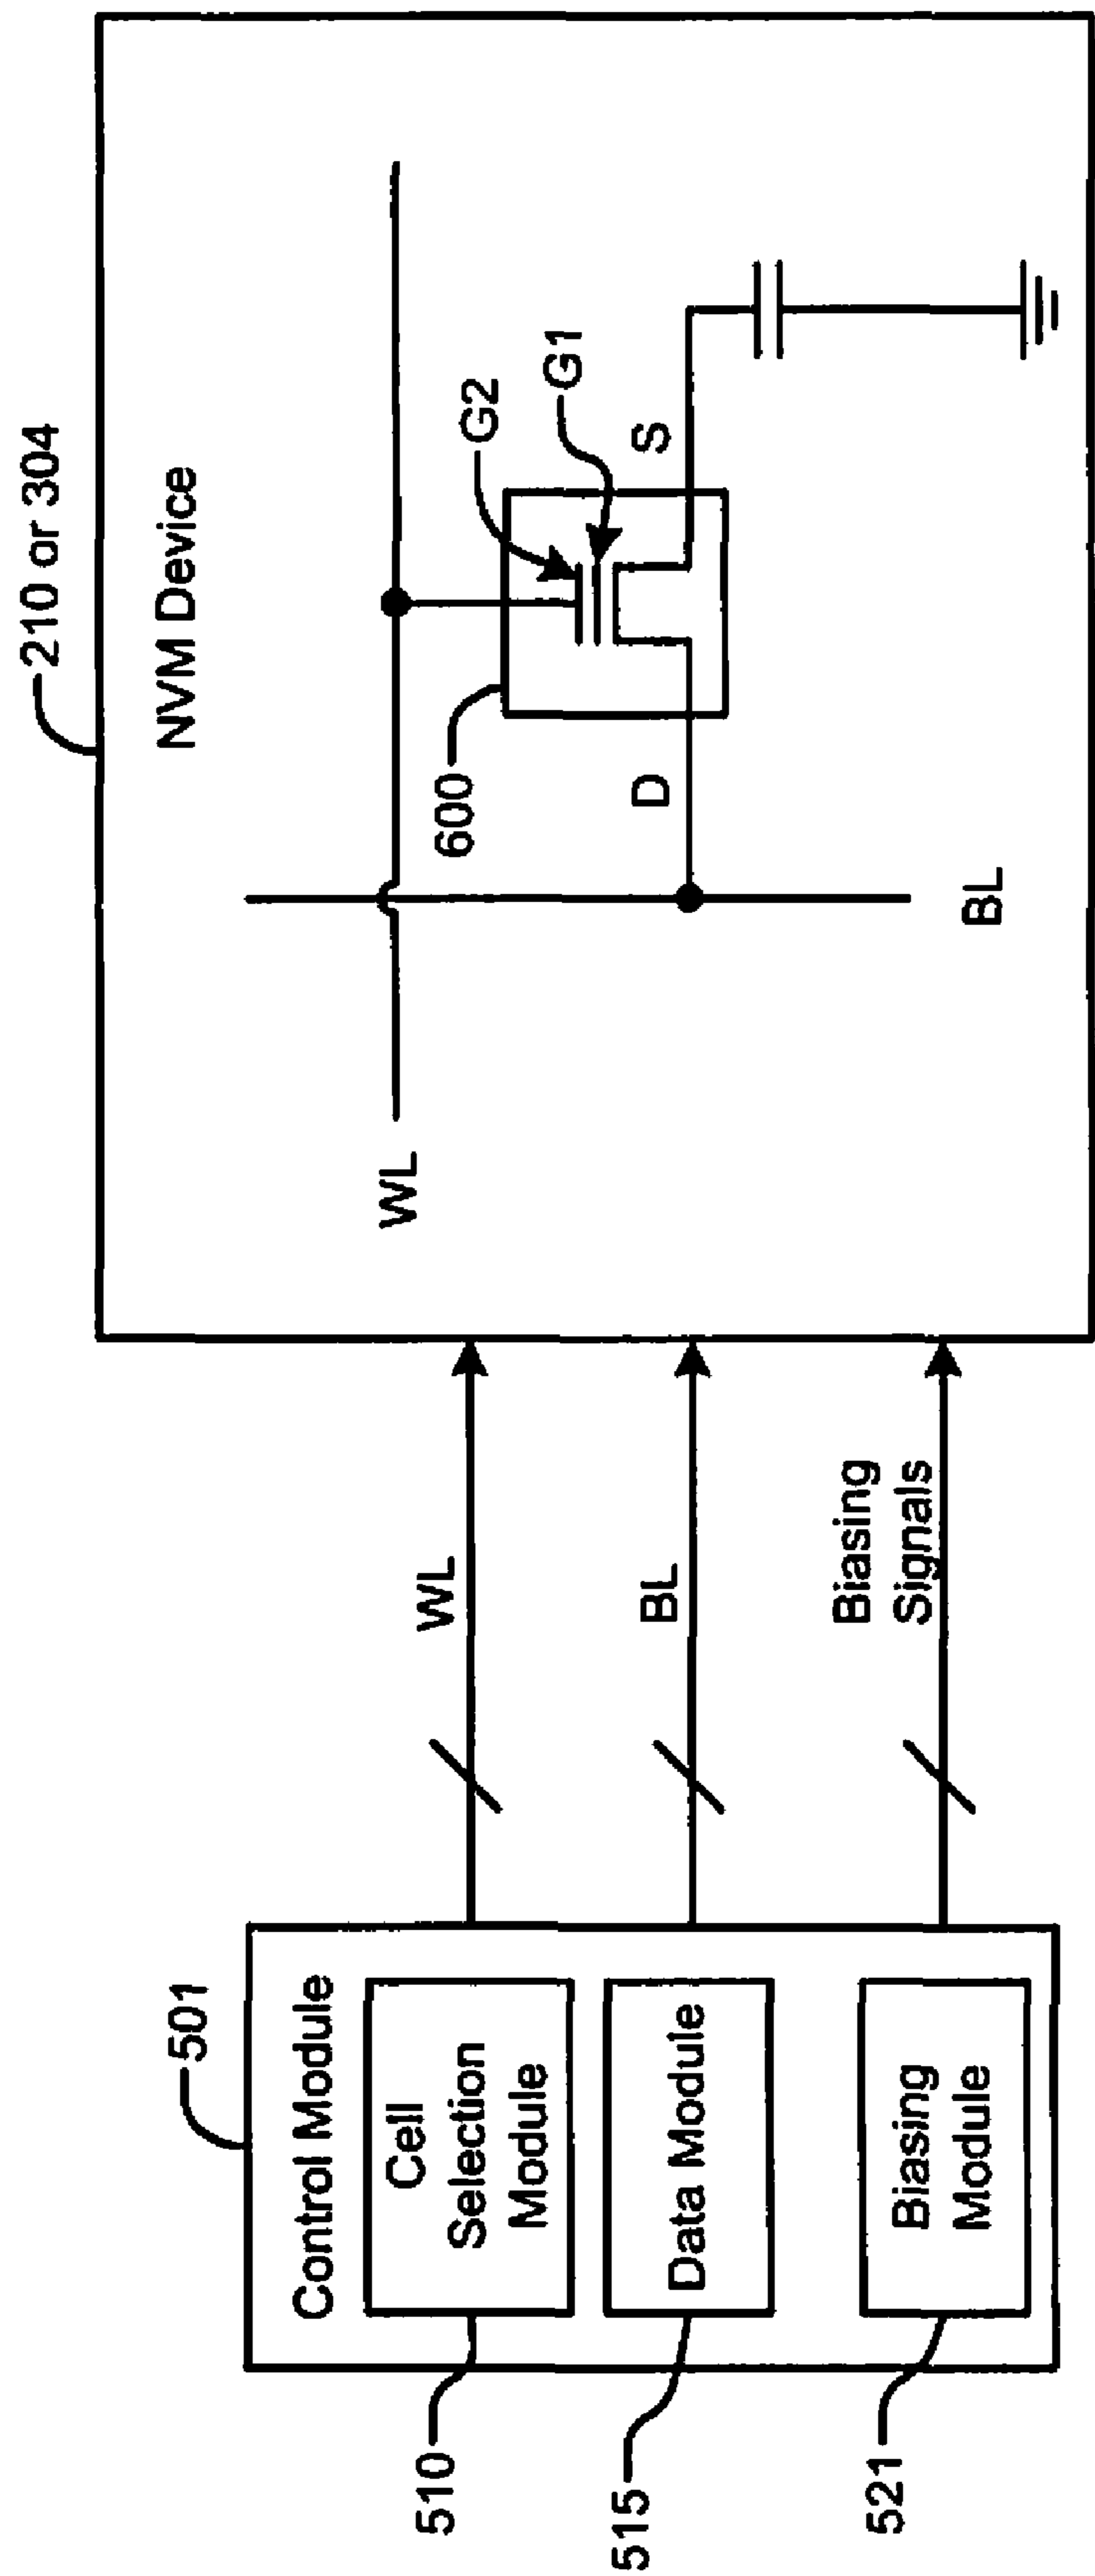 210 or 304
NVM Device
WL
BL
600
D
S
G2
G1
WL
BL
Biasing
Signals
501
Control Module
Cell
Selection
Module
Data Module
Biasing
Module
510
515
521